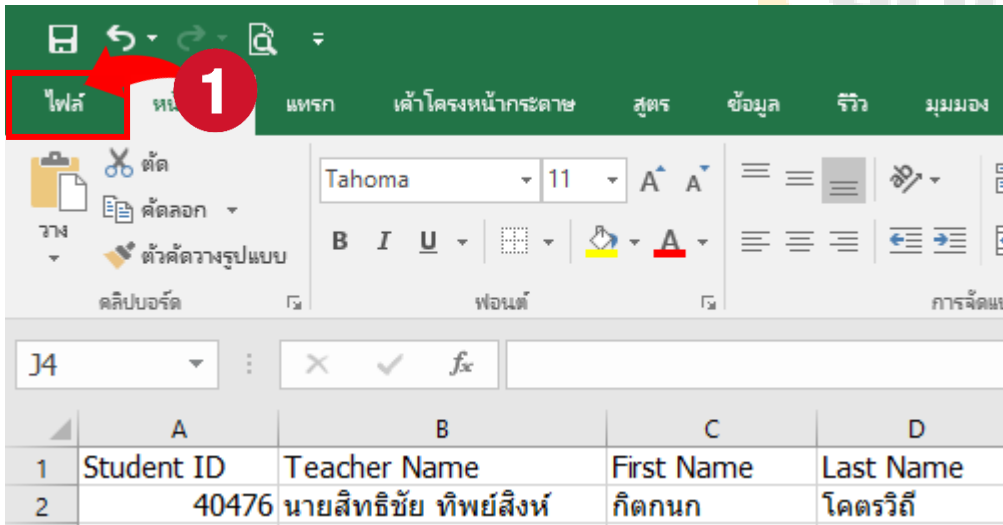 1
ไฟล์ แทรก เค้าโครงหน้ากระดาษ สูตร ข้อมูล รีวิว มุมมอง
ตัด
Tahoma 11
คัดลอก
วาง
B I U A
ตัวคัดวางรูปแบบ
คลิปบอร์ด ฟอนต์
J4 fx
A B C D
1 Student ID Teacher Name First Name Last Name
2 40476 นายสิทธิชัย ทิพย์สิงห์ กิตกนก โคตรวิถี